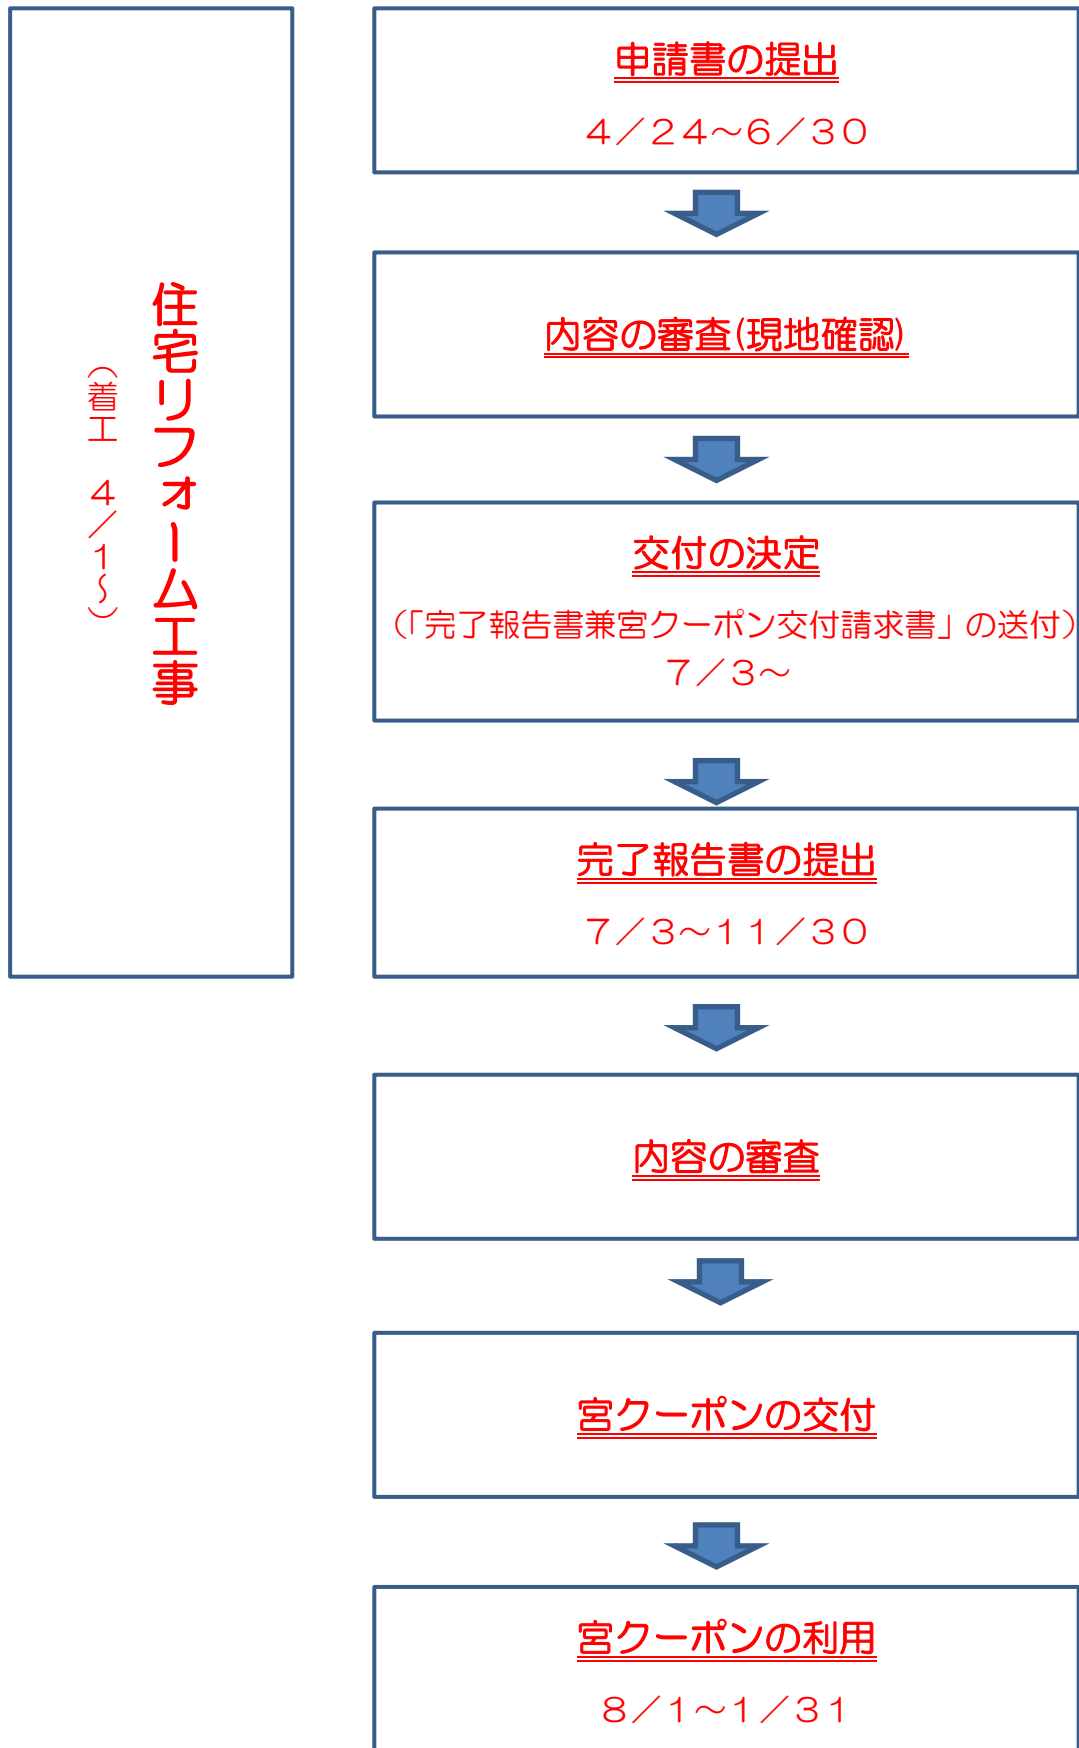 住宅リフォーム工事
（着工　４／１～）
申請書の提出
４／２４～６／３０
内容の審査(現地確認)
交付の決定
（「完了報告書兼宮クーポン交付請求書」の送付）
７／３～
完了報告書の提出
７／３～１１／３０
内容の審査
宮クーポンの交付
宮クーポンの利用
８／１～１／３１